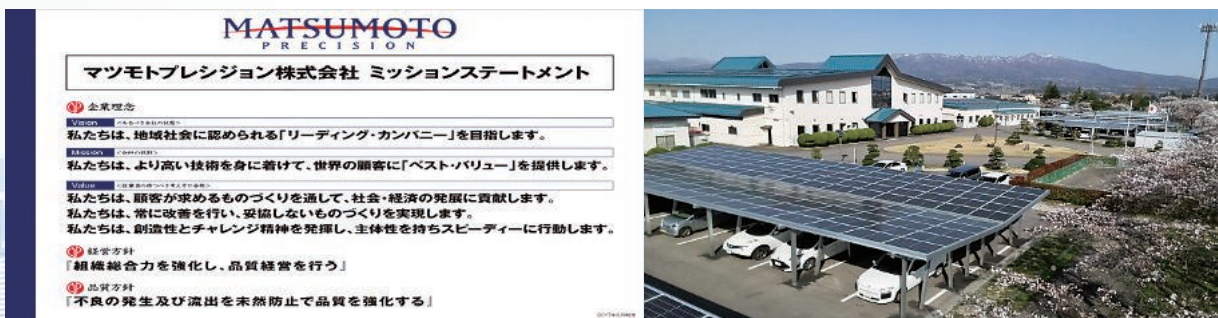 MATSUMOTO
PRECISION
マツモトプレシジョン株式会社 ミッションステートメント
企業理念
Vision
私たちは、地域社会に認められる「リーディング・カンパニー」を目指します。
Mission
私たちは、より高い技術を身に着けて、世界の顧客に「ベスト・バリュー」を提供します。
Value
私たちは、顧客が求めるものづくりを通して、社会・経済の発展に貢献します。
私たちは、常に改善を行い、妥協しないものづくりを実現します。
私たちは、創造性とチャレンジ精神を発揮し、主体性を持ちスピーディーに行動します。
経営方針
『組織総合力を強化し、品質経営を行う』
品質方針
『不良の発生及び流出を未然防止で品質を強化する』